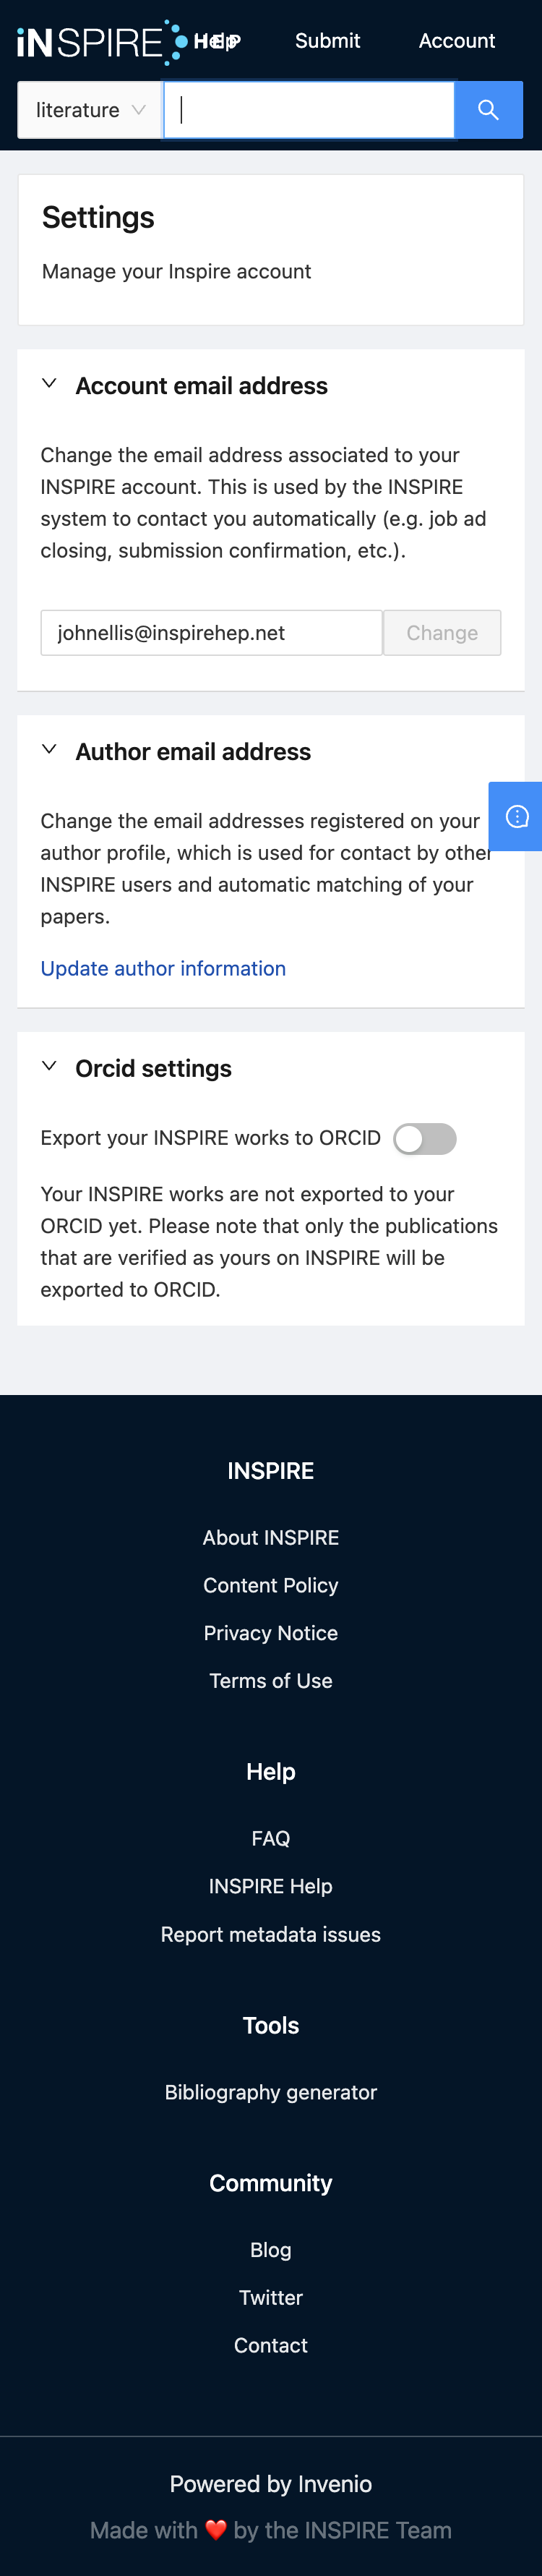 iNSPIRE HEP Help Submit Account
literature
Settings
Manage your Inspire account
Account email address
Change the email address associated to your
INSPIRE account. This is used by the INSPIRE
system to contact you automatically (e.g. job ad
closing, submission confirmation, etc.).
johnellis@inspirehep.net Change
Author email address
Change the email addresses registered on your
author profile, which is used for contact by other
INSPIRE users and automatic matching of your
papers.
Update author information
Orcid settings
Export your INSPIRE works to ORCID
Your INSPIRE works are not exported to your
ORCID yet. Please note that only the publications
that are verified as yours on INSPIRE will be
exported to ORCID.
INSPIRE
About INSPIRE
Content Policy
Privacy Notice
Terms of Use
Help
FAQ
INSPIRE Help
Report metadata issues
Tools
Bibliography generator
Community
Blog
Twitter
Contact
Powered by Invenio
Made with ❤️ by the INSPIRE Team